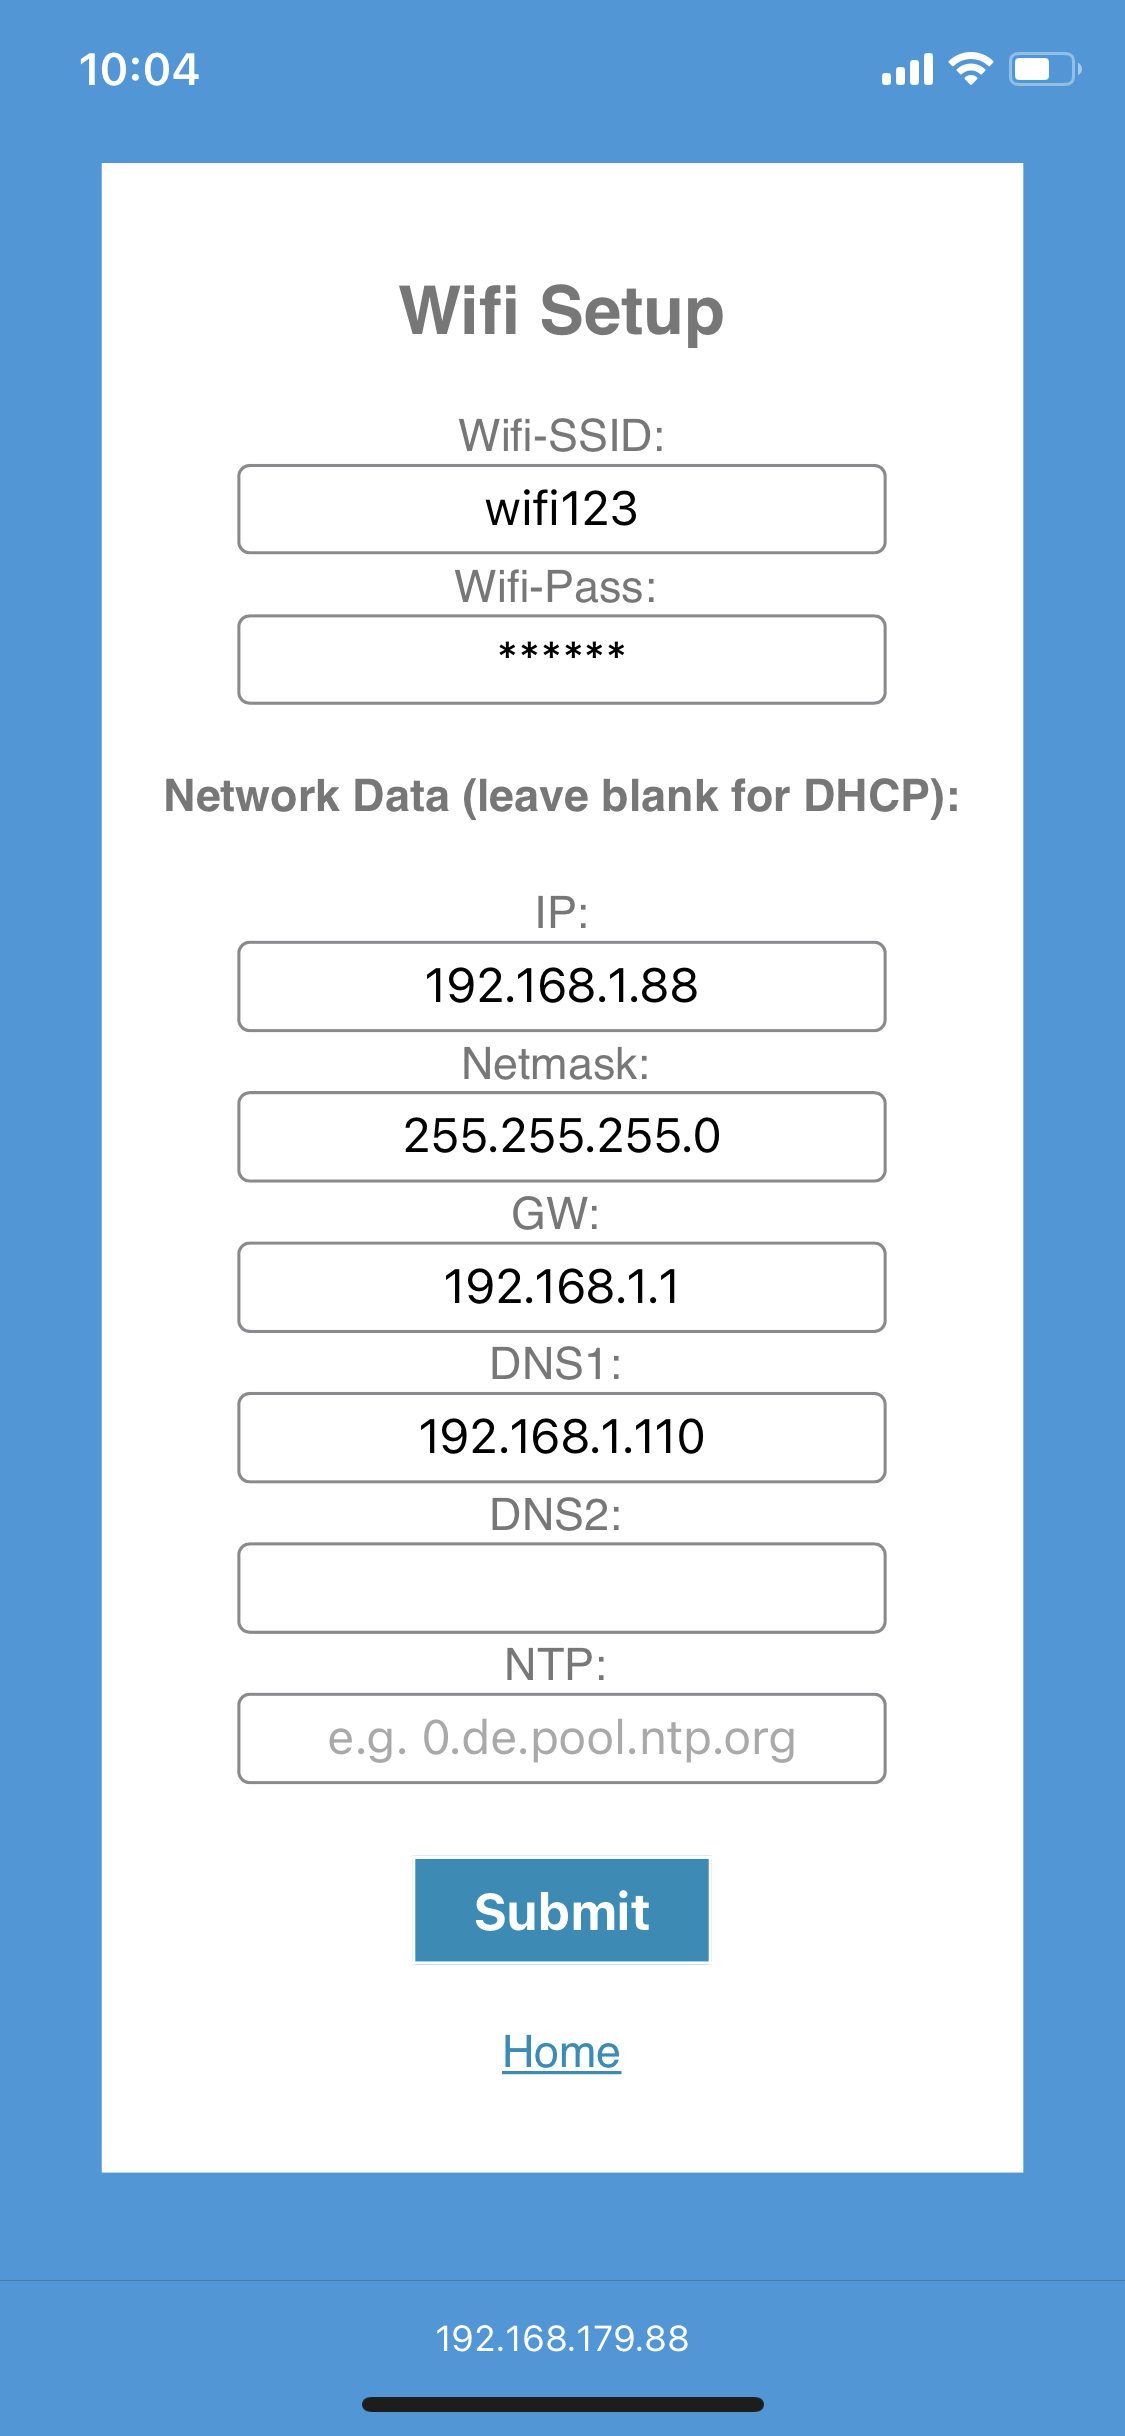 10:04
Wifi Setup
Wifi-SSID:
wifi123
Wifi-Pass:
******
Network Data (leave blank for DHCP):
IP:
192.168.1.88
Netmask:
255.255.255.0
GW:
192.168.1.1
DNS1:
192.168.1.110
DNS2:
NTP:
e.g. 0.de.pool.ntp.org
Submit
Home
192.168.179.88